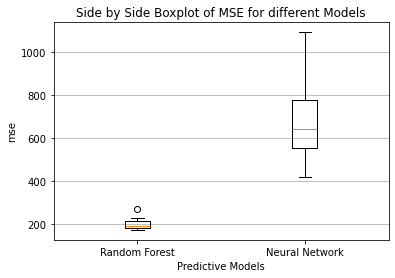 Side by Side Boxplot of MSE for different Models
1000
800
600
400
200
mse
Random Forest
Neural Network
Predictive Models